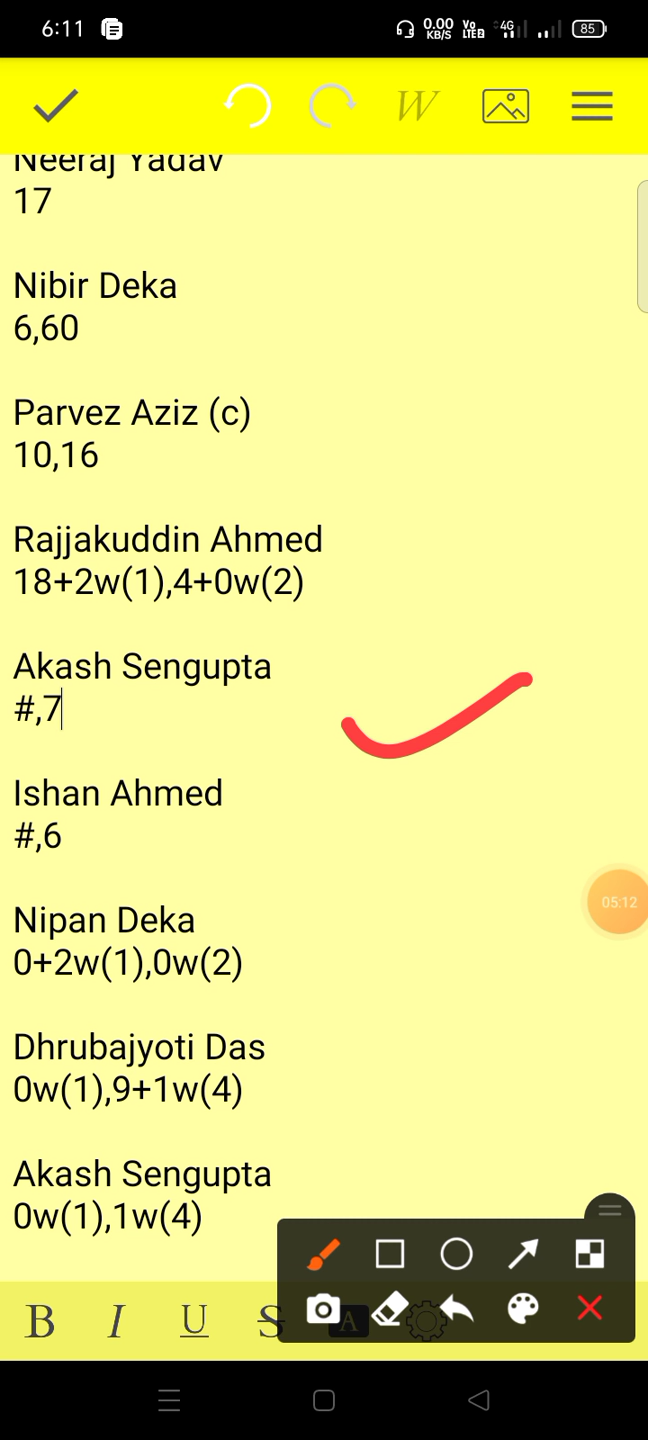 6:11
0.00
KB/S
Vo
LTE2
4G
85
W
Neeraj Yadav
17
Nibir Deka
6,60
Parvez Aziz (c)
10,16
Rajjakuddin Ahmed
18+2w(1),4+0w(2)
Akash Sengupta
#,7
Ishan Ahmed
#,6
05:12
Nipan Deka
0+2w(1),0w(2)
Dhrubajyoti Das
0w(1),9+1w(4)
Akash Sengupta
0w(1),1w(4)
B I U S A